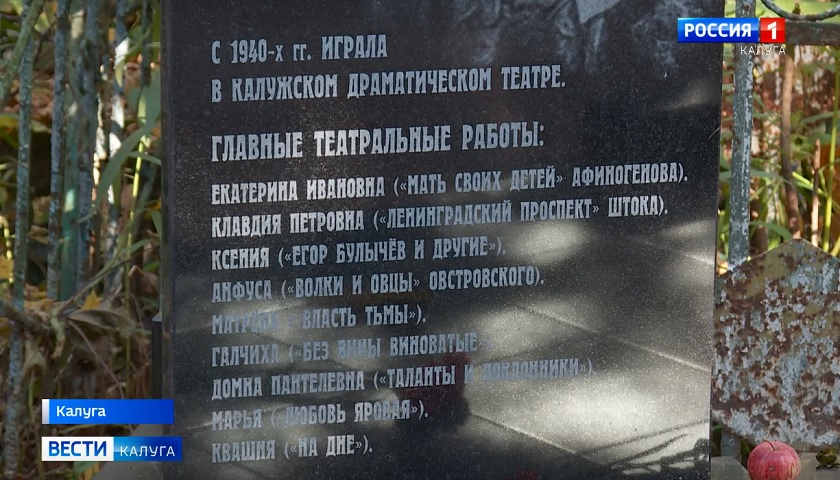 РОССИЯ 1
КАЛУГА
С 1940-х гг. ИГРАЛА
В КАЛУЖСКОМ ДРАМАТИЧЕСКОМ ТЕАТРЕ.
ГЛАВНЫЕ ТЕАТРАЛЬНЫЕ РАБОТЫ:
ЕКАТЕРИНА ИВАНОВНА («МАТЬ СВОИХ ДЕТЕЙ» АФИНОГЕНОВА).
КЛАВДИЯ ПЕТРОВНА («ЛЕНИНГРАДСКИЙ ПРОСПЕКТ» ШТОКА).
КСЕНИЯ («ЕГОР БУЛЫЧЁВ И ДРУГИЕ»).
АНФУСА («ВОЛКИ И ОВЦЫ» ОВСТРОВСКОГО).
МАТРЕНА («ВЛАСТЬ ТЬМЫ»).
ГАЛЧИХА («БЕЗ ВИНЫ ВИНОВАТЫЕ»).
ДОМНА ПАНТЕЛЕВНА («ТАЛАНТЫ И ПОКЛОННИКИ»).
МАРЬЯ («ЛЮБОВЬ ЯРОВАЯ»).
КВАШНЯ («НА ДНЕ»).
Калуга
ВЕСТИ КАЛУГА